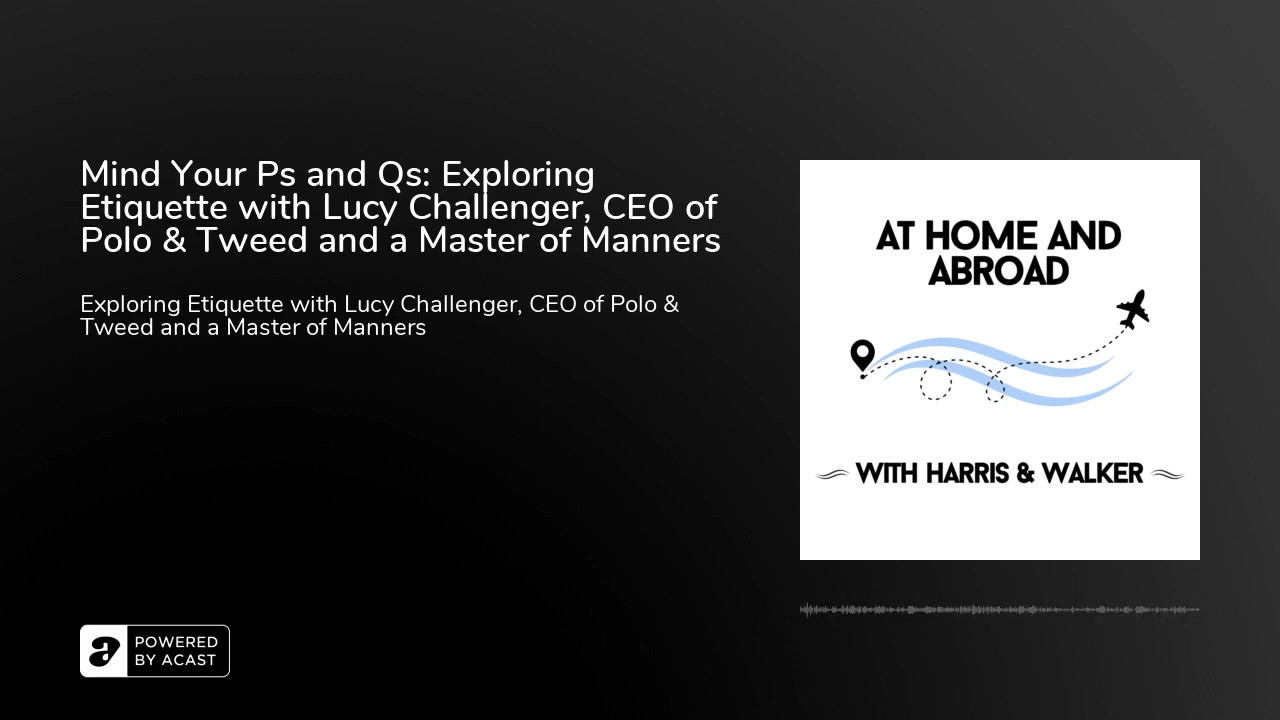 Mind Your Ps and Qs: Exploring
Etiquette with Lucy Challenger, CEO of
Polo & Tweed and a Master of Manners
Exploring Etiquette with Lucy Challenger, CEO of Polo &
Tweed and a Master of Manners
AT HOME AND
ABROAD
WITH HARRIS & WALKER
a
POWERED
BY ACAST